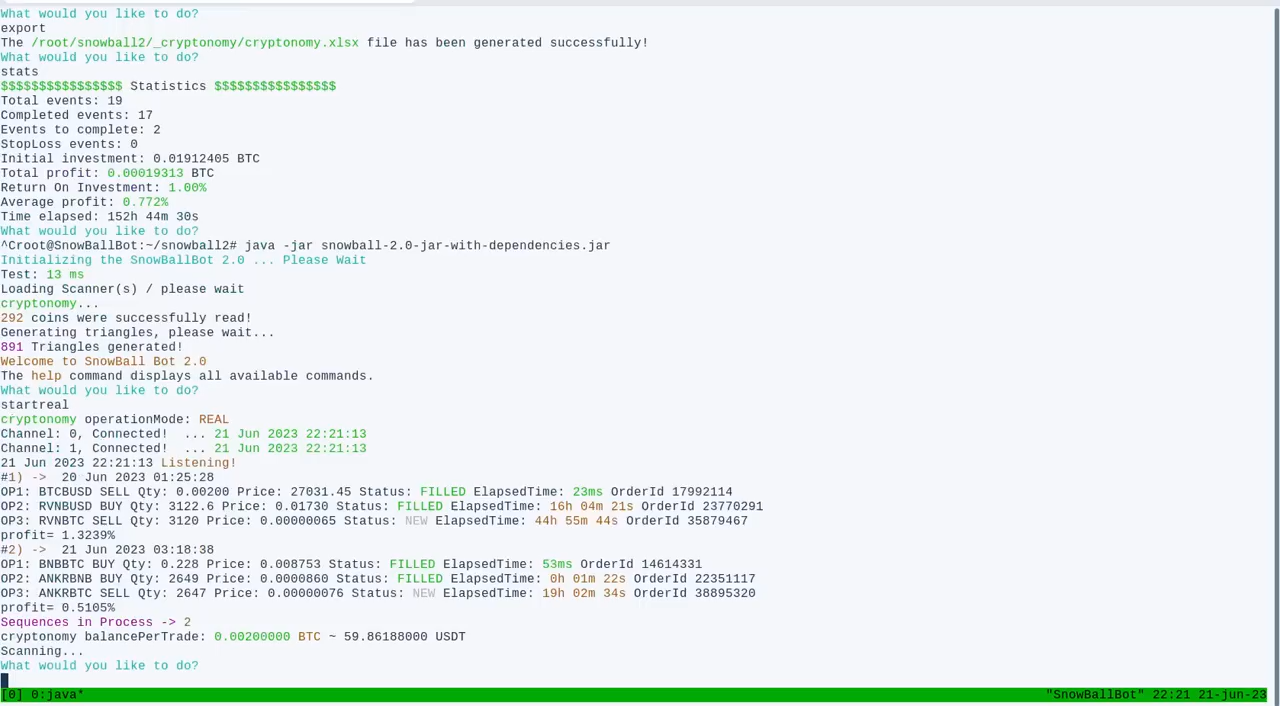 What would you like to do?
export
The /root/snowball2/_cryptonomy/cryptonomy.xlsx file has been generated successfully!
What would you like to do?
stats
$$$$$$$$$$$$$$$$ Statistics $$$$$$$$$$$$$$$$
Total events: 19
Completed events: 17
Events to complete: 2
StopLoss events: 0
Initial investment: 0.01912405 BTC
Total profit: 0.00019313 BTC
Return On Investment: 1.00%
Average profit: 0.772%
Time elapsed: 152h 44m 30s
What would you like to do?
^Croot@SnowBallBot:~/snowball2# java -jar snowball-2.0-jar-with-dependencies.jar
Initializing the SnowBallBot 2.0 ... Please Wait
Test: 13 ms
Loading Scanner(s) / please wait
cryptonomy...
292 coins were successfully read!
Generating triangles, please wait...
891 Triangles generated!
Welcome to SnowBall Bot 2.0
The help command displays all available commands.
What would you like to do?
startreal
cryptonomy operationMode: REAL
Channel: 0, Connected!  ... 21 Jun 2023 22:21:13
Channel: 1, Connected!  ... 21 Jun 2023 22:21:13
21 Jun 2023 22:21:13 Listening!
#1) ->  20 Jun 2023 01:25:28
OP1: BTCBUSD SELL Qty: 0.00200 Price: 27031.45 Status: FILLED ElapsedTime: 23ms OrderId 17992114
OP2: RVNBUSD BUY Qty: 3122.6 Price: 0.01730 Status: FILLED ElapsedTime: 16h 04m 21s OrderId 23770291
OP3: RVNBTC SELL Qty: 3120 Price: 0.00000065 Status: NEW ElapsedTime: 44h 55m 44s OrderId 35879467
profit= 1.3239%
#2) ->  21 Jun 2023 03:18:38
OP1: BNBBTC BUY Qty: 0.228 Price: 0.008753 Status: FILLED ElapsedTime: 53ms OrderId 14614331
OP2: ANKRBNB BUY Qty: 2649 Price: 0.0000860 Status: FILLED ElapsedTime: 0h 01m 22s OrderId 22351117
OP3: ANKRBTC SELL Qty: 2647 Price: 0.00000076 Status: NEW ElapsedTime: 19h 02m 34s OrderId 38895320
profit= 0.5105%
Sequences in Process -> 2
cryptonomy balancePerTrade: 0.00200000 BTC ~ 59.86188000 USDT
Scanning...
What would you like to do?
[0] 0:java* "SnowBallBot" 22:21 21-jun-23